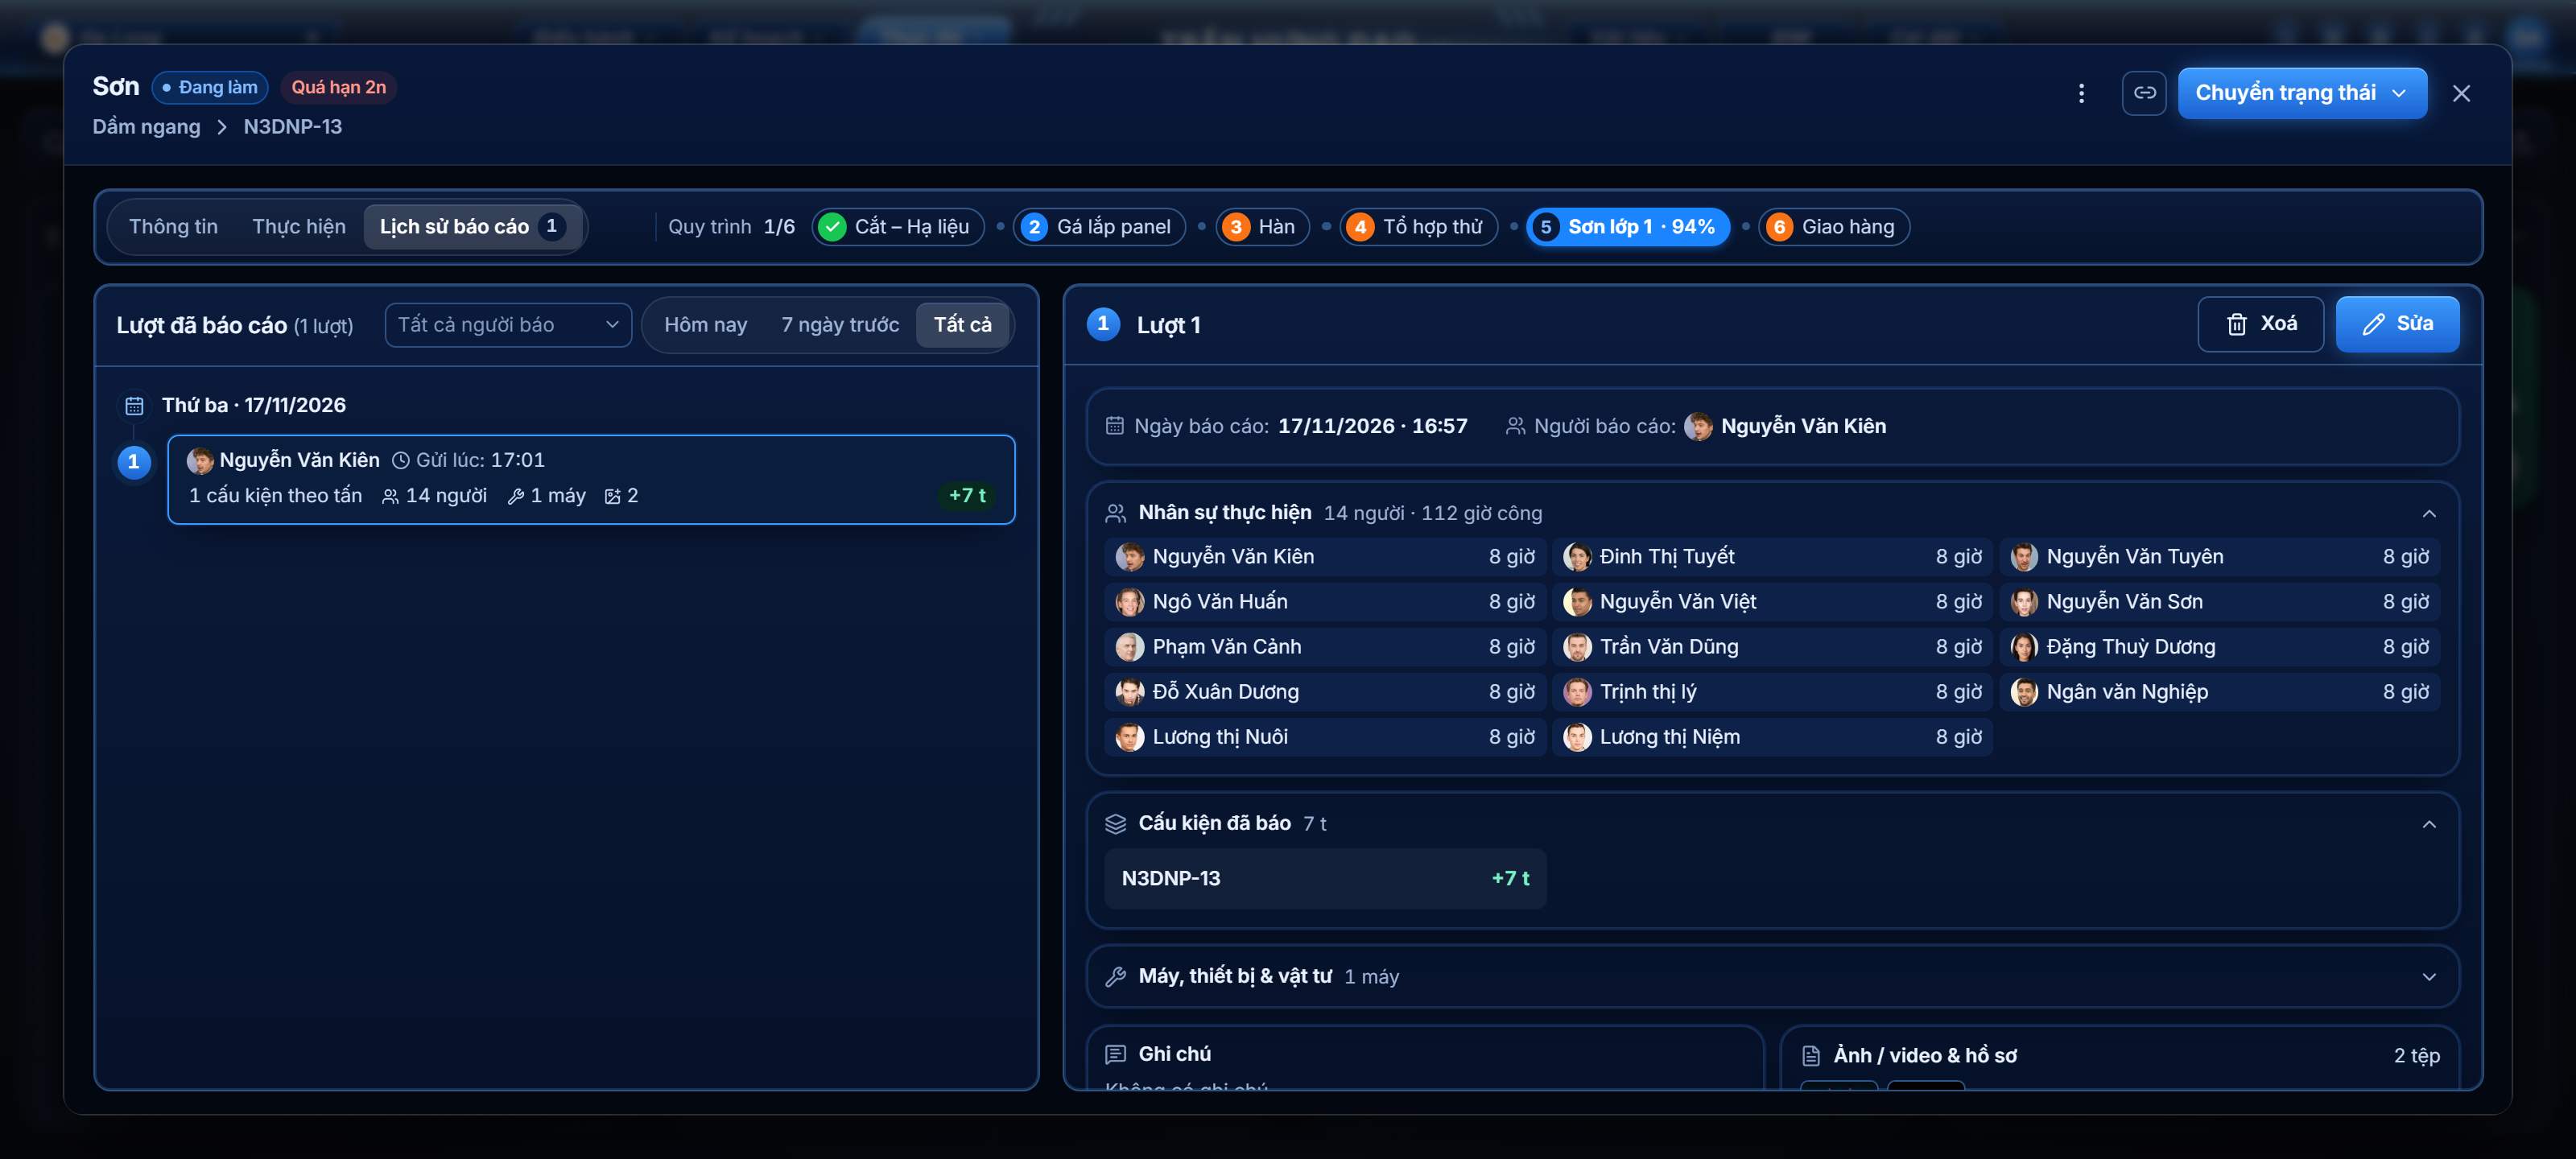 Sơn Đang làm Quá hạn 2n
Chuyển trạng thái
Dầm ngang > N3DNP-13
Thông tin Thực hiện Lịch sử báo cáo 1 Quy trình 1/6 Cắt – Hạ liệu 2 Gá lắp panel 3 Hàn 4 Tổ hợp thử 5 Sơn lớp 1 · 94% 6 Giao hàng
Lượt đã báo cáo (1 lượt) Tất cả người báo Hôm nay 7 ngày trước Tất cả
Thứ ba · 17/11/2026
1 Nguyễn Văn Kiên Gửi lúc: 17:01
1 cấu kiện theo tấn 14 người 1 máy 2 +7 t
1 Lượt 1 Xoá Sửa
Ngày báo cáo: 17/11/2026 · 16:57 Người báo cáo: Nguyễn Văn Kiên
Nhân sự thực hiện 14 người · 112 giờ công
Nguyễn Văn Kiên 8 giờ Đinh Thị Tuyết 8 giờ Nguyễn Văn Tuyên 8 giờ
Ngô Văn Huấn 8 giờ Nguyễn Văn Việt 8 giờ Nguyễn Văn Sơn 8 giờ
Phạm Văn Cảnh 8 giờ Trần Văn Dũng 8 giờ Đặng Thuỳ Dương 8 giờ
Đỗ Xuân Dương 8 giờ Trịnh thị lý 8 giờ Ngân văn Nghiệp 8 giờ
Lương thị Nuôi 8 giờ Lương thị Niệm 8 giờ
Cấu kiện đã báo 7 t
N3DNP-13 +7 t
Máy, thiết bị & vật tư 1 máy
Ghi chú
Không có ghi chú
Ảnh / video & hồ sơ 2 tệp